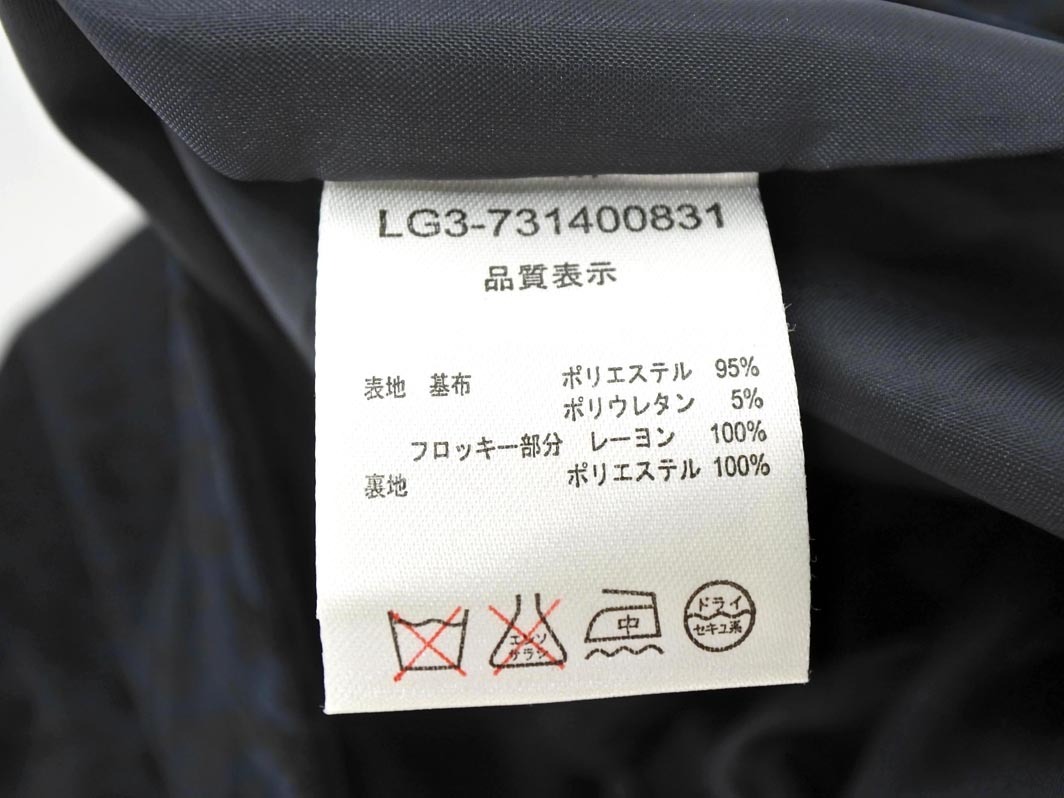 LG3-731400831
品質表示
表地 基布 ポリエステル 95%
ポリウレタン 5%
フロッキー部分 レーヨン 100%
裏地 ポリエステル 100%
エンソ
サラシ
中
ドライ
セキユ系